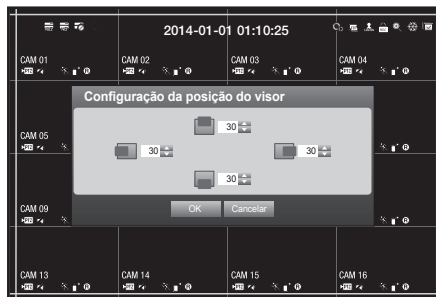 2014-01-01 01:10:25
CAM 01 CAM 02 CAM 03 CAM 04
Configuração da posição do visor
30
CAM 05
30 30
30
CAM 09
OK Cancelar
CAM 13 CAM 14 CAM 15 CAM 16